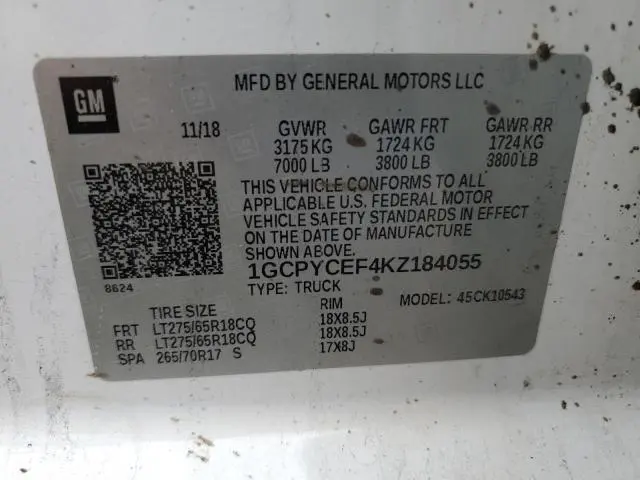 GM
MFD BY GENERAL MOTORS LLC
11/18 GVWR GAWR FRT GAWR RR
3175 KG 1724 KG 1724 KG
7000 LB 3800 LB 3800 LB
THIS VEHICLE CONFORMS TO ALL
APPLICABLE U.S. FEDERAL MOTOR
VEHICLE SAFETY STANDARDS IN EFFECT
ON THE DATE OF MANUFACTURE
SHOWN ABOVE.
1GCPYCEF4KZ184055
8624
TYPE: TRUCK MODEL: 45CK10543
TIRE SIZE RIM
FRT LT275/65R18CQ 18X8.5J
RR LT275/65R18CQ 18X8.5J
SPA 265/70R17 S 17X8J